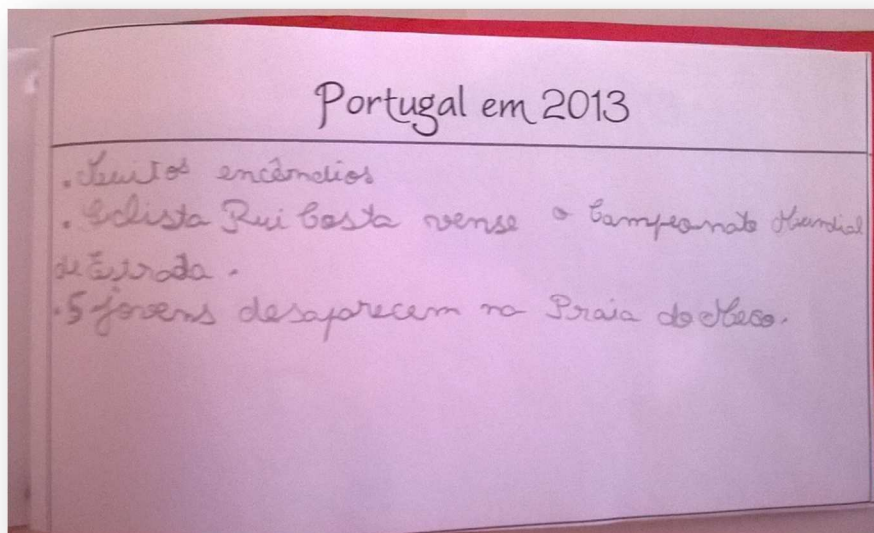 Portugal em 2013
. Muitos encêndios
. Ciclista Rui Costa vense o Campeonato Mundial
de Estrada.
. 5 jovens desaparecem na Praia do Meco.